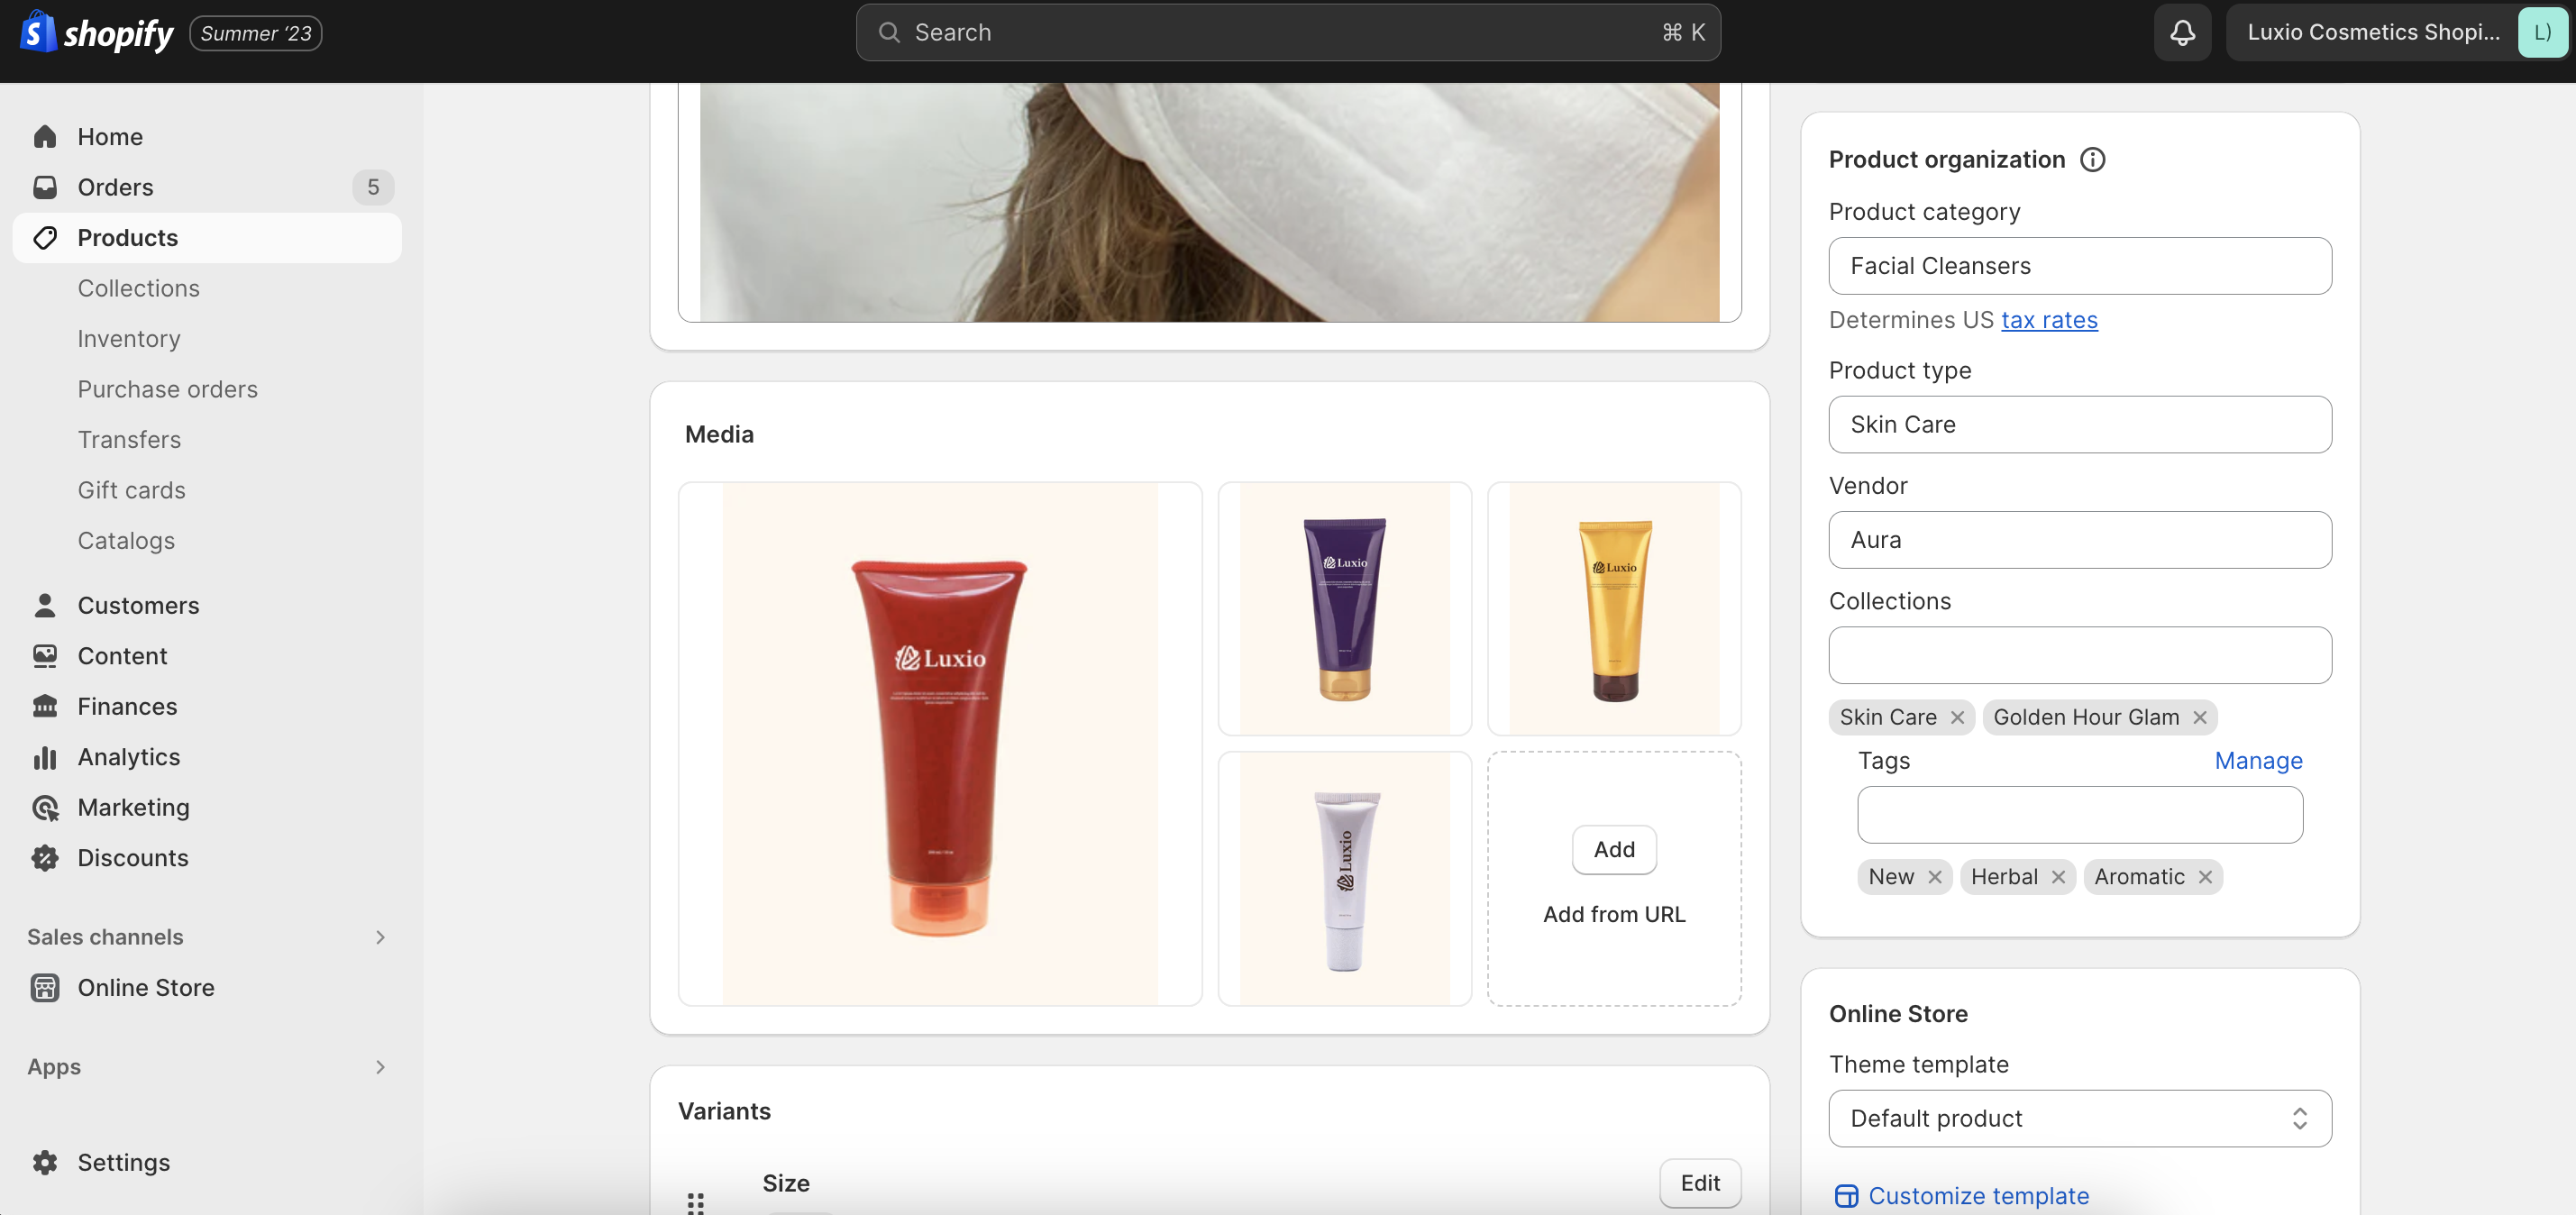 shopify
Summer ‘23
Search
⌘ K
Luxio Cosmetics Shopi...
L)
Home
Orders
5
Products
Collections
Inventory
Purchase orders
Transfers
Gift cards
Catalogs
Customers
Content
Finances
Analytics
Marketing
Discounts
Sales channels
Online Store
Apps
Settings
Media
Luxio
Luxio
Luxio
Luxio
Add
Add from URL
Variants
Size
Edit
Product organization
Product category
Facial Cleansers
Determines US tax rates
Product type
Skin Care
Vendor
Aura
Collections
Skin Care
Golden Hour Glam
Tags
Manage
New
Herbal
Aromatic
Online Store
Theme template
Default product
Customize template